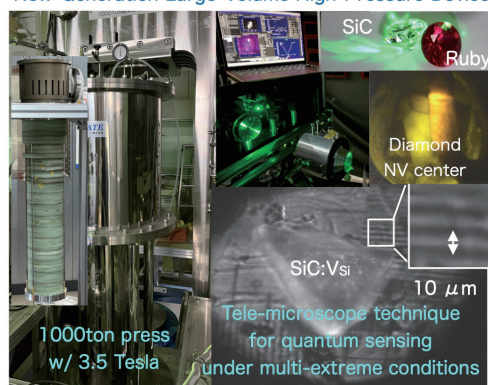 New Generation Large Volume High Pressure Device
SiC
Ruby
Diamond
NV center
SiC:VSi
10 μm
1000ton press
w/ 3.5 Tesla
Tele-microscope technique
for quantum sensing
under multi-extreme conditions